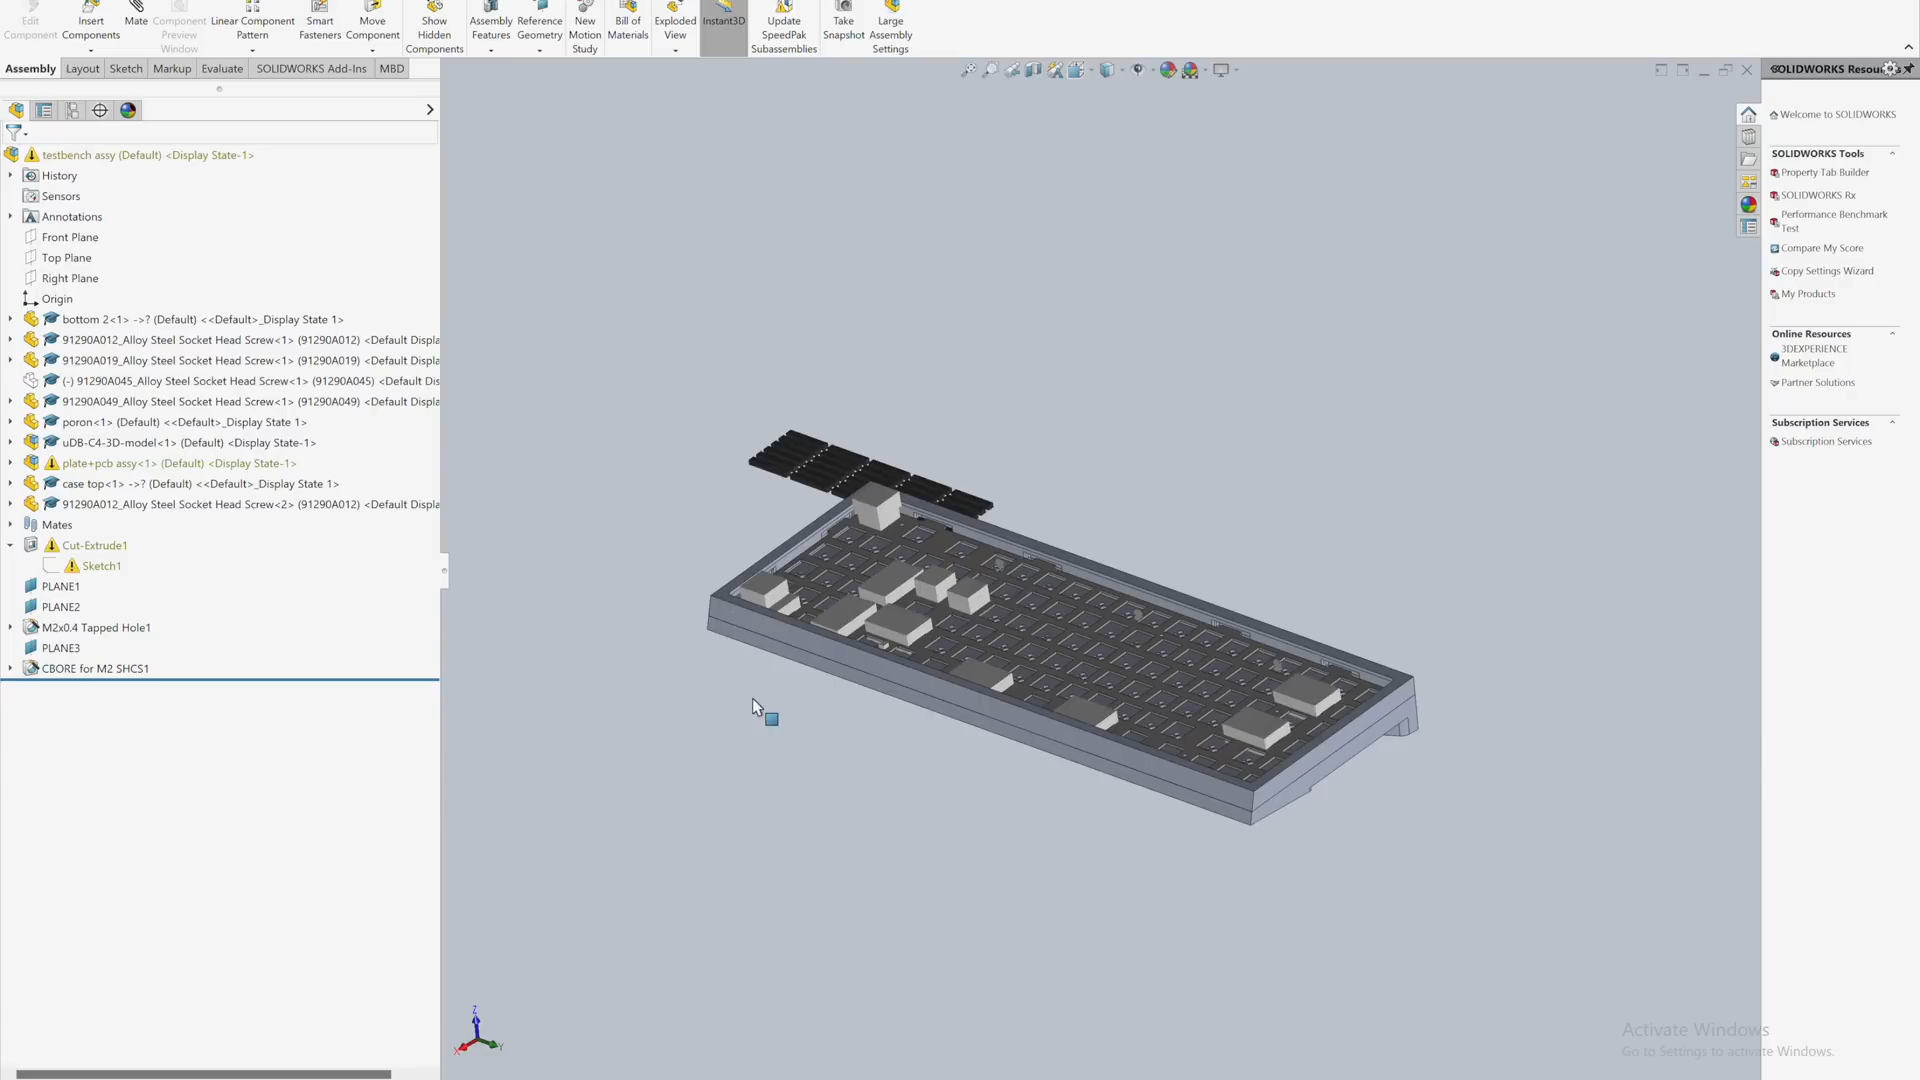 Edit
Component
Insert
Components
Mate
Component
Preview
Window
Linear Component
Pattern
Smart
Fasteners
Move
Component
Show
Hidden
Components
Assembly
Features
Reference
Geometry
New
Motion
Study
Bill of
Materials
Exploded
View
Instant3D
Update
SpeedPak
Subassemblies
Take
Snapshot
Large
Assembly
Settings
Assembly
Layout
Sketch
Markup
Evaluate
SOLIDWORKS Add-Ins
MBD
testbench assy (Default) <Display State-1>
History
Sensors
Annotations
Front Plane
Top Plane
Right Plane
Origin
bottom 2<1> ->? (Default) <<Default>_Display State 1>
91290A012_Alloy Steel Socket Head Screw<1> (91290A012) <Default Displa
91290A019_Alloy Steel Socket Head Screw<1> (91290A019) <Default Displa
(-) 91290A045_Alloy Steel Socket Head Screw<1> (91290A045) <Default Dis
91290A049_Alloy Steel Socket Head Screw<1> (91290A049) <Default Displa
poron<1> (Default) <<Default>_Display State 1>
uDB-C4-3D-model<1> (Default) <Display State-1>
plate+pcb assy<1> (Default) <Display State-1>
case top<1> ->? (Default) <<Default>_Display State 1>
91290A012_Alloy Steel Socket Head Screw<2> (91290A012) <Default Displa
Mates
Cut-Extrude1
Sketch1
PLANE1
PLANE2
M2x0.4 Tapped Hole1
PLANE3
CBORE for M2 SHCS1
Z
X
Y
SOLIDWORKS Resou
Welcome to SOLIDWORKS
SOLIDWORKS Tools
Property Tab Builder
SOLIDWORKS Rx
Performance Benchmark
Test
Compare My Score
Copy Settings Wizard
My Products
Online Resources
3DEXPERIENCE
Marketplace
Partner Solutions
Subscription Services
Subscription Services
Activate Windows
Go to Settings to activate Windows.